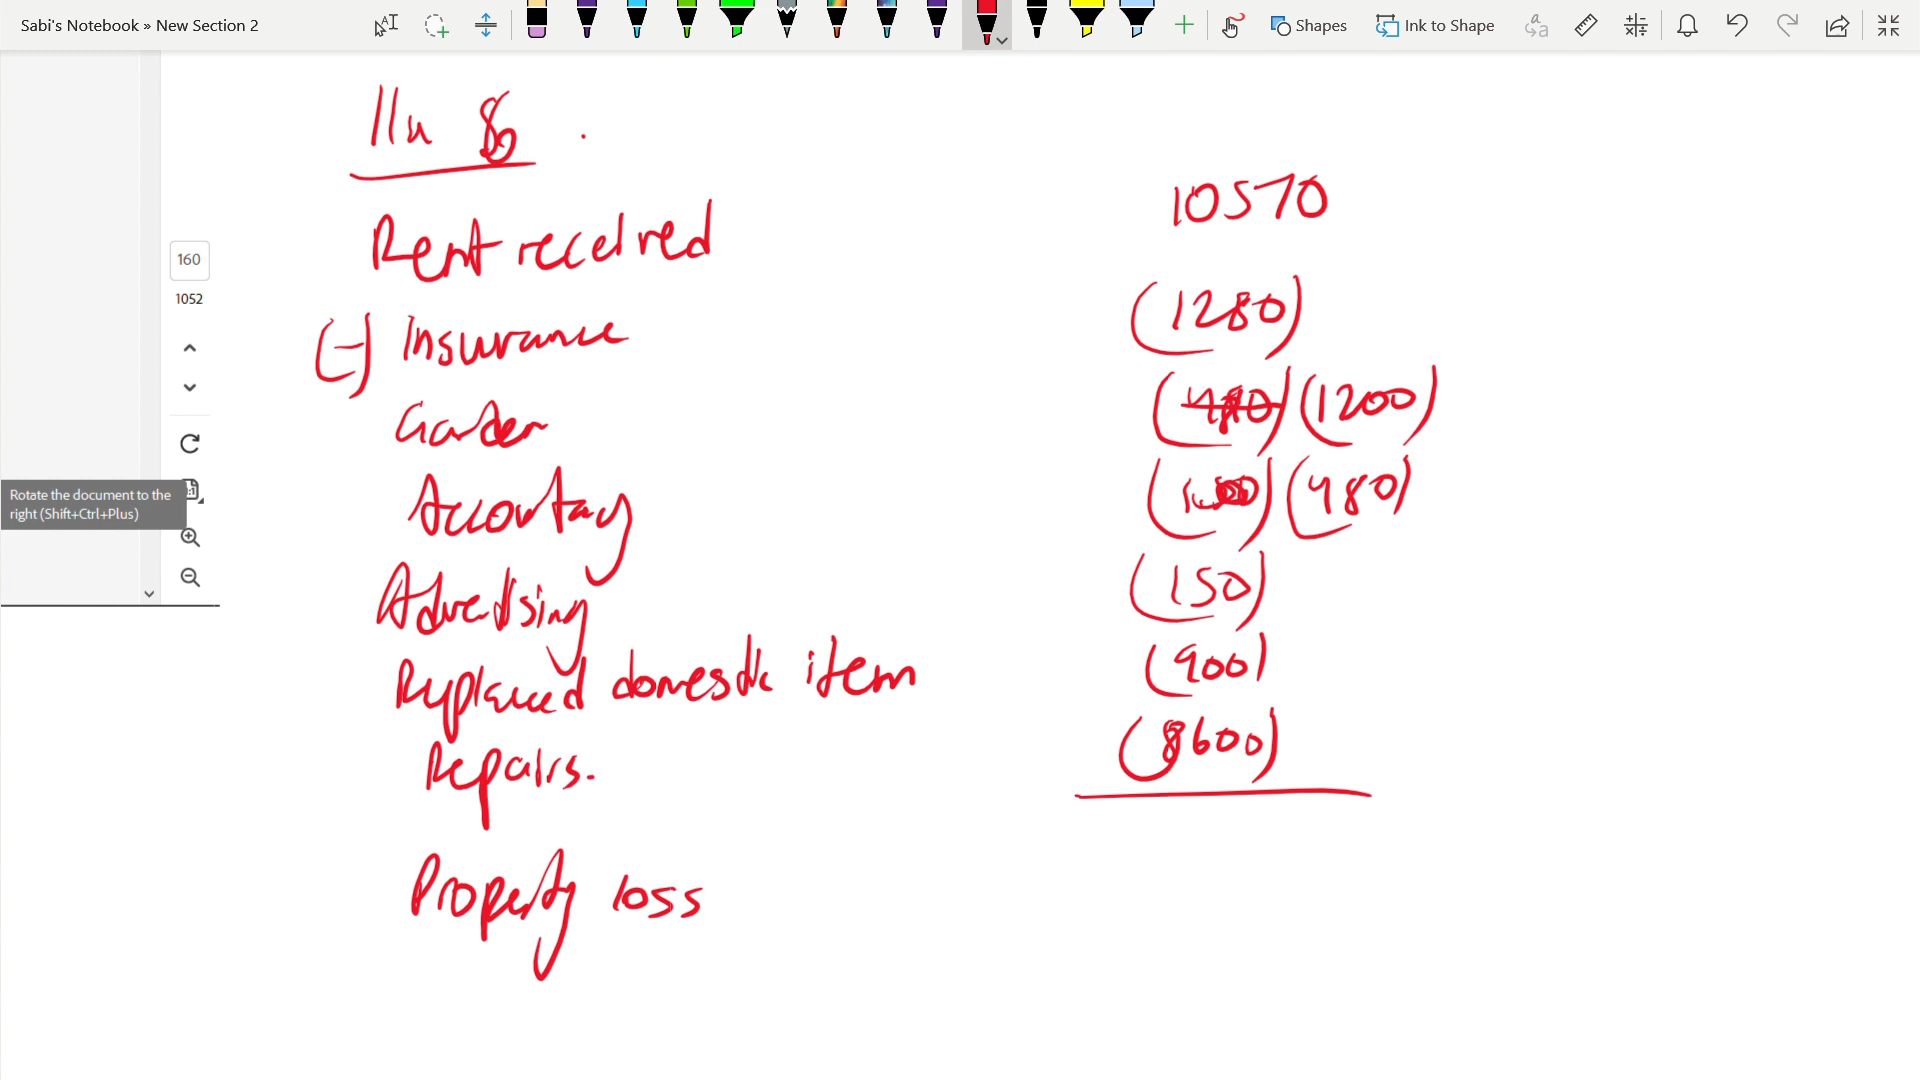 Sabi's Notebook » New Section 2
Shapes
Ink to Shape
Illu 8
10570
Rent received
160
1052
(-) Insurance (1280)
Garden (480) (1200)
Accountacy (480)
Rotate the document to the
right (Shift+Ctrl+Plus)
Advertising (150)
Replaced domestic item (900)
Repairs. (8600)
Property loss